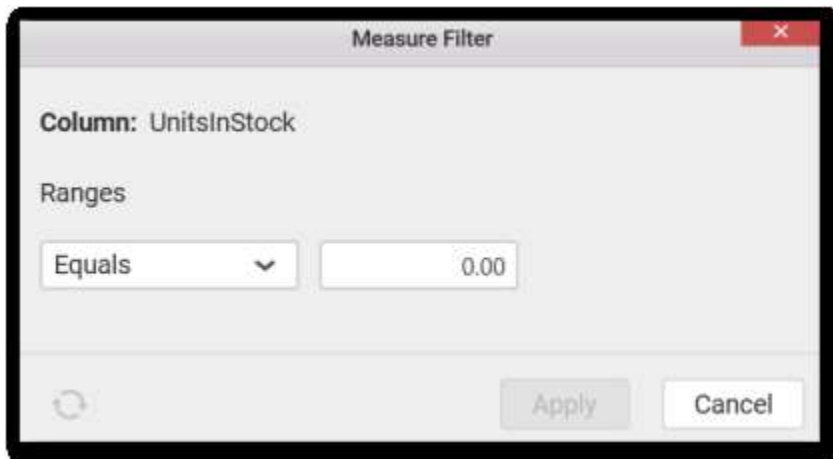 Measure Filter
Column: UnitsInStock
Ranges
Equals 0.00
Apply Cancel